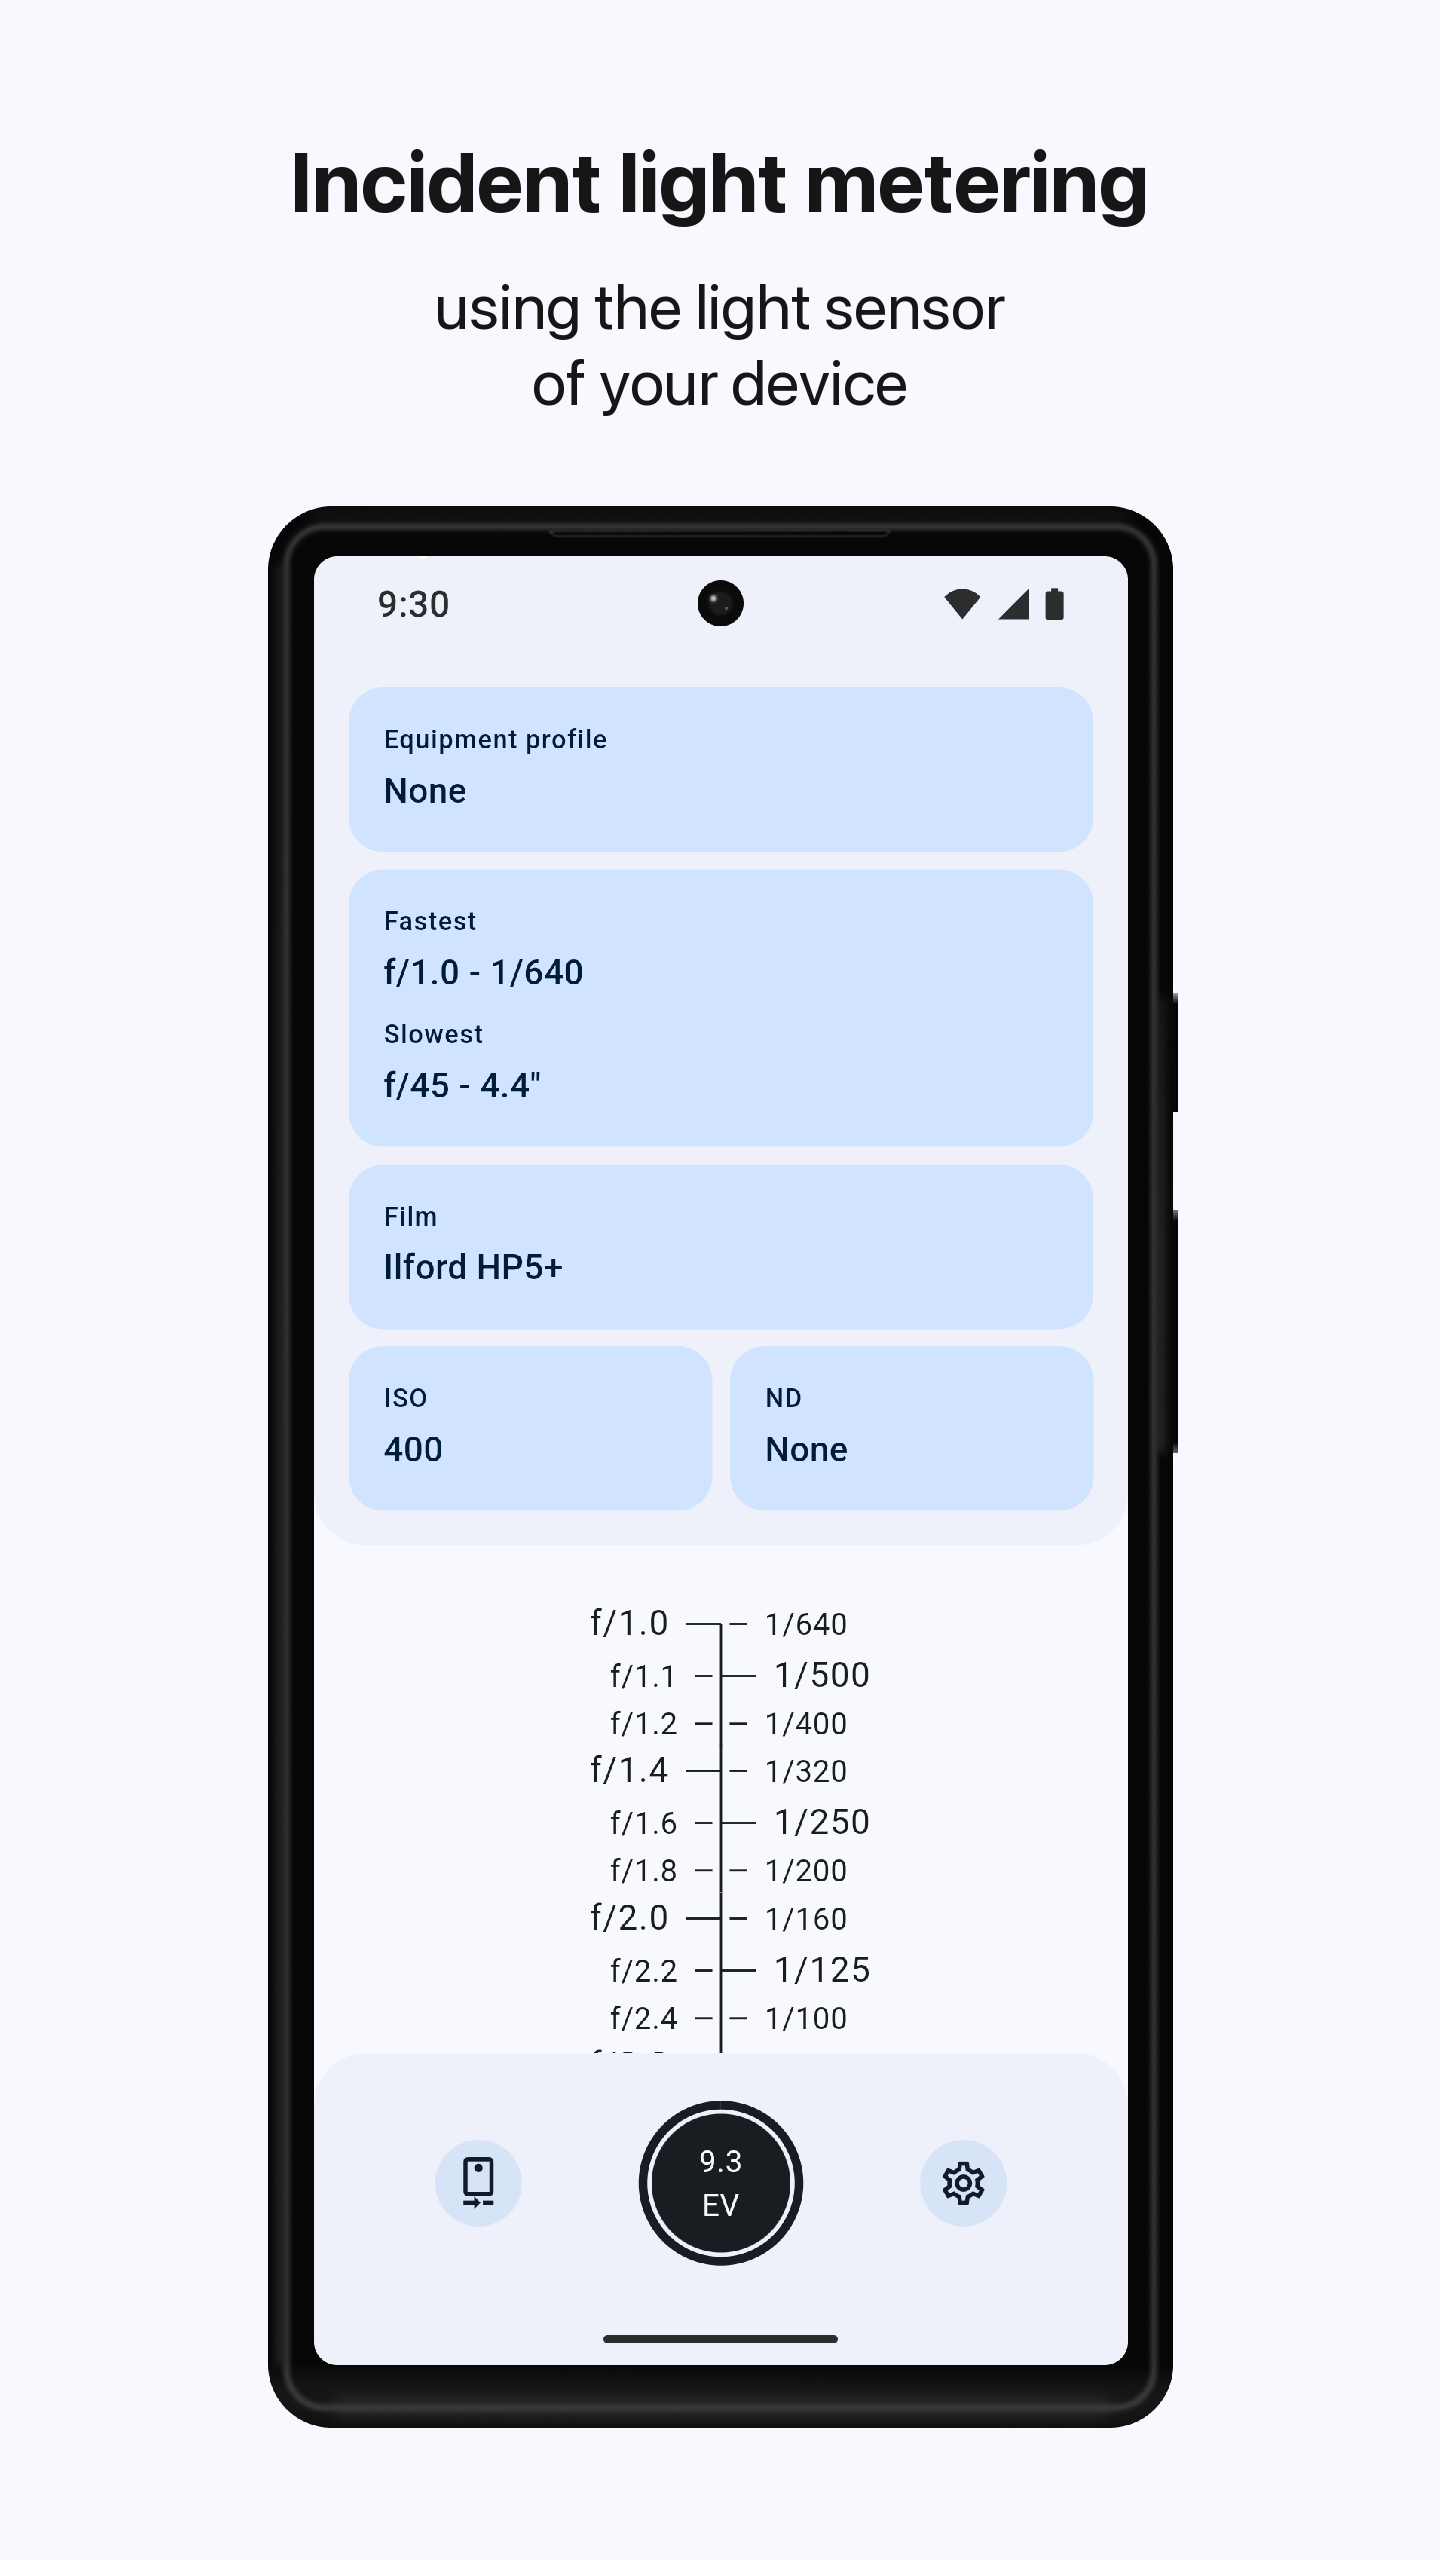 Incident light metering
using the light sensor
of your device
9:30
Equipment profile
None
Fastest
f/1.0 - 1/640
Slowest
f/45 - 4.4"
Film
Ilford HP5+
ISO
400
ND
None
f/1.0 1/640
f/1.1 1/500
f/1.2 1/400
f/1.4 1/320
f/1.6 1/250
f/1.8 1/200
f/2.0 1/160
f/2.2 1/125
f/2.4 1/100
9.3
EV